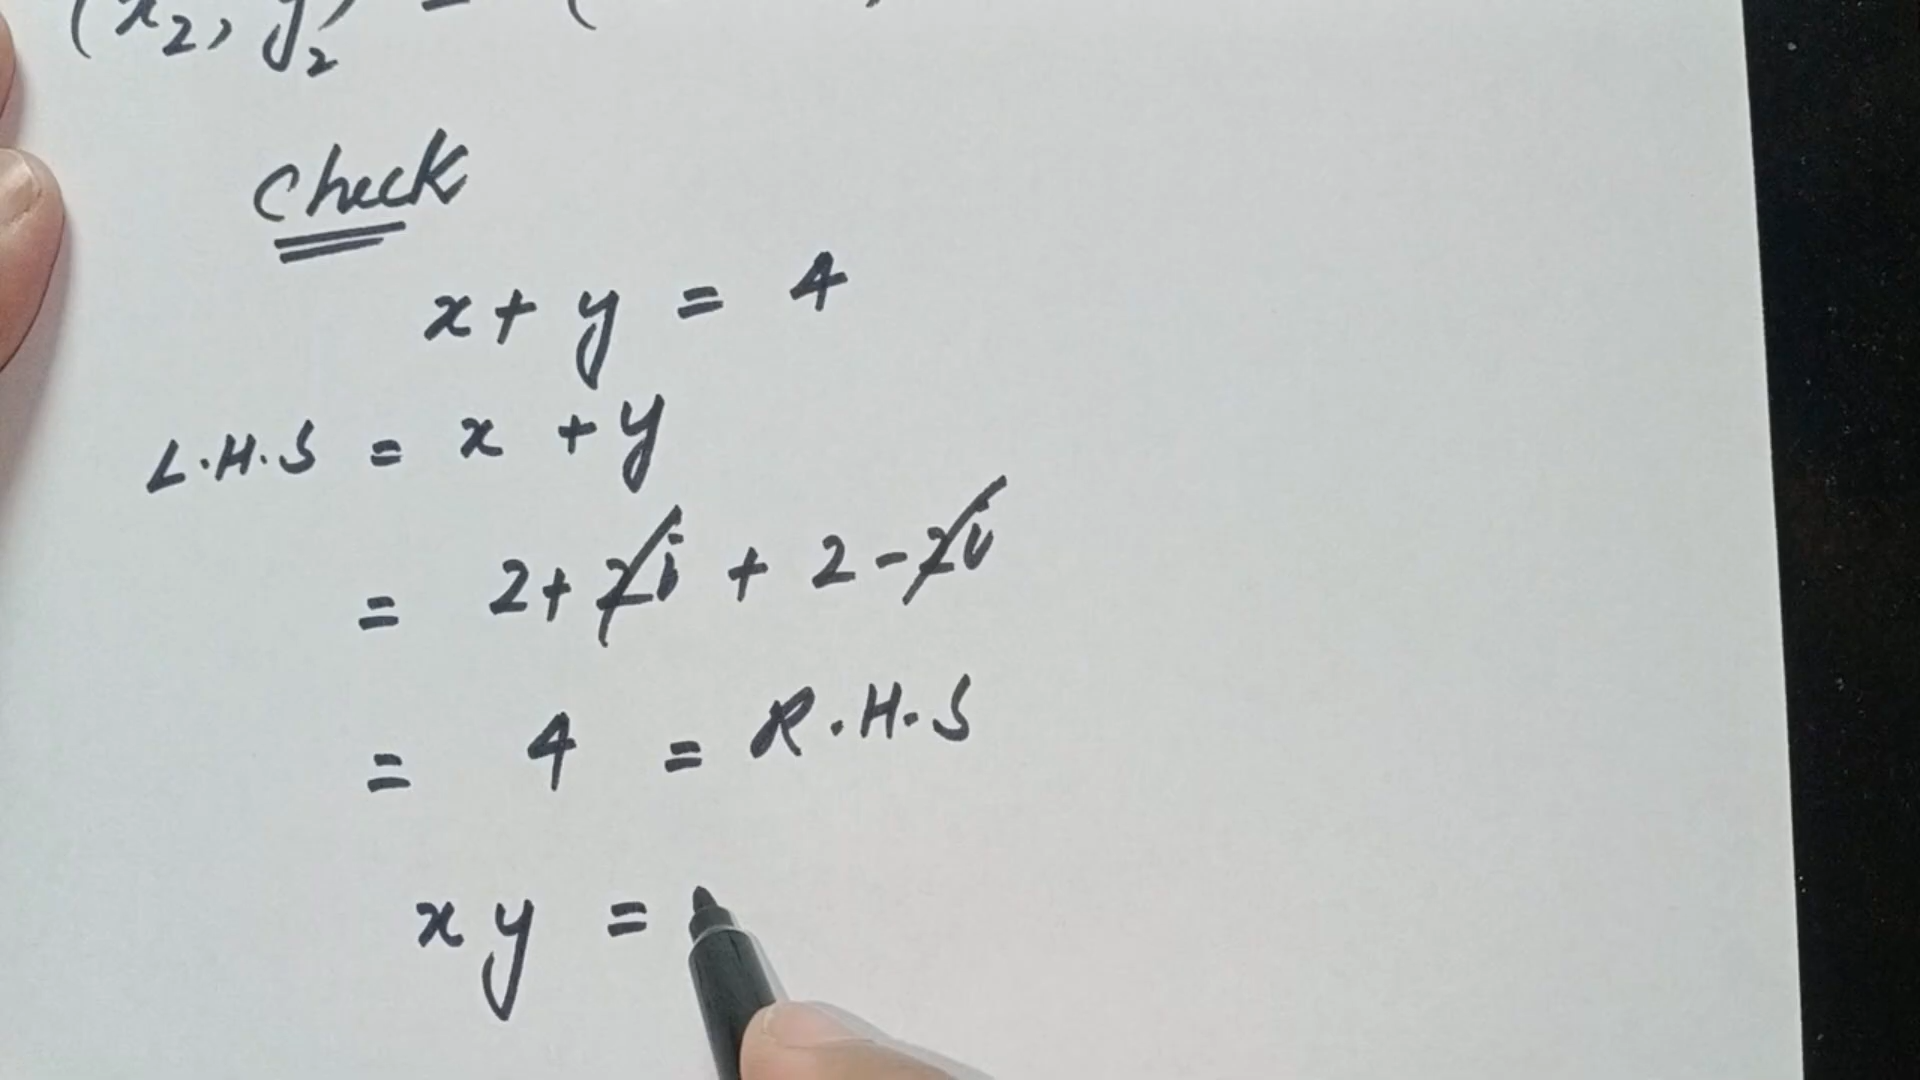 (x₂, y₂) = (
Check
x + y = 4
L.H.S = x + y
= 2 + 2i + 2 - 2i
= 4 = R.H.S
xy =